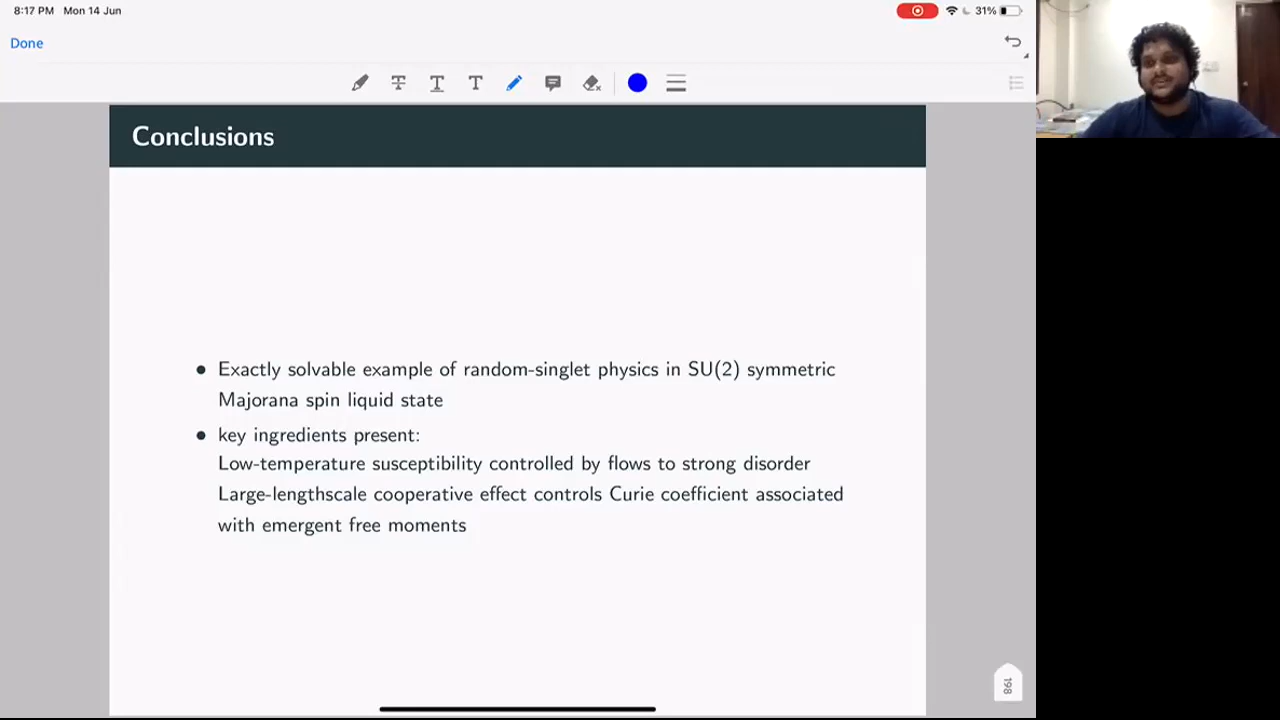 8:17 PM Mon 14 Jun
31%
Done
T T T
Conclusions
• Exactly solvable example of random-singlet physics in SU(2) symmetric
Majorana spin liquid state
• key ingredients present:
Low-temperature susceptibility controlled by flows to strong disorder
Large-lengthscale cooperative effect controls Curie coefficient associated
with emergent free moments
198